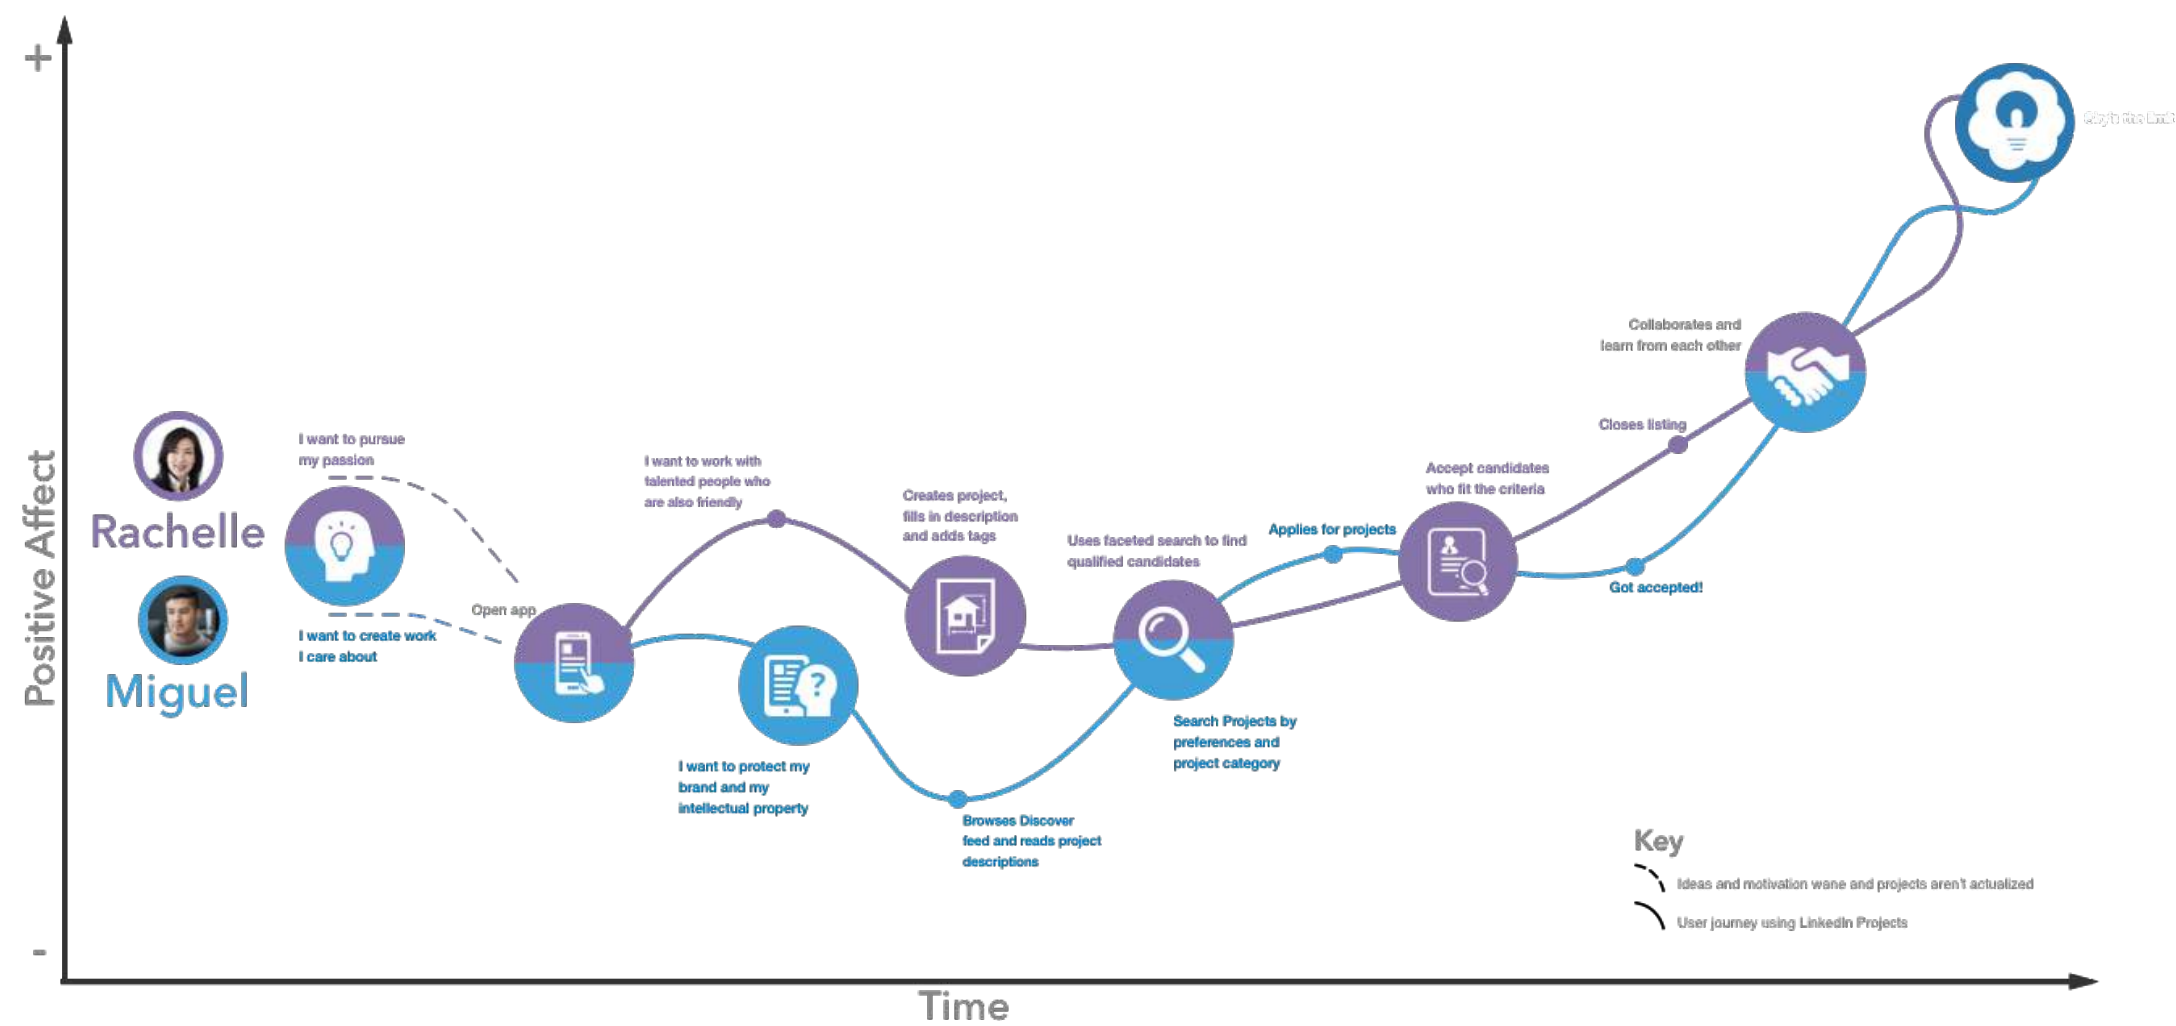 +
Positive Affect
-
Time
Rachelle
Miguel
I want to pursue
my passion
I want to create work
I care about
Open app
I want to work with
talented people who
are also friendly
I want to protect my
brand and my
intellectual property
Creates project,
fills in description
and adds tags
Browses Discover
feed and reads project
descriptions
Uses faceted search to find
qualified candidates
Search Projects by
preferences and
project category
Applies for projects
Accept candidates
who fit the criteria
Got accepted!
Closes listing
Collaborates and
learn from each other
the limit
?
Key
Ideas and motivation wane and projects aren't actualized
User journey using LinkedIn Projects